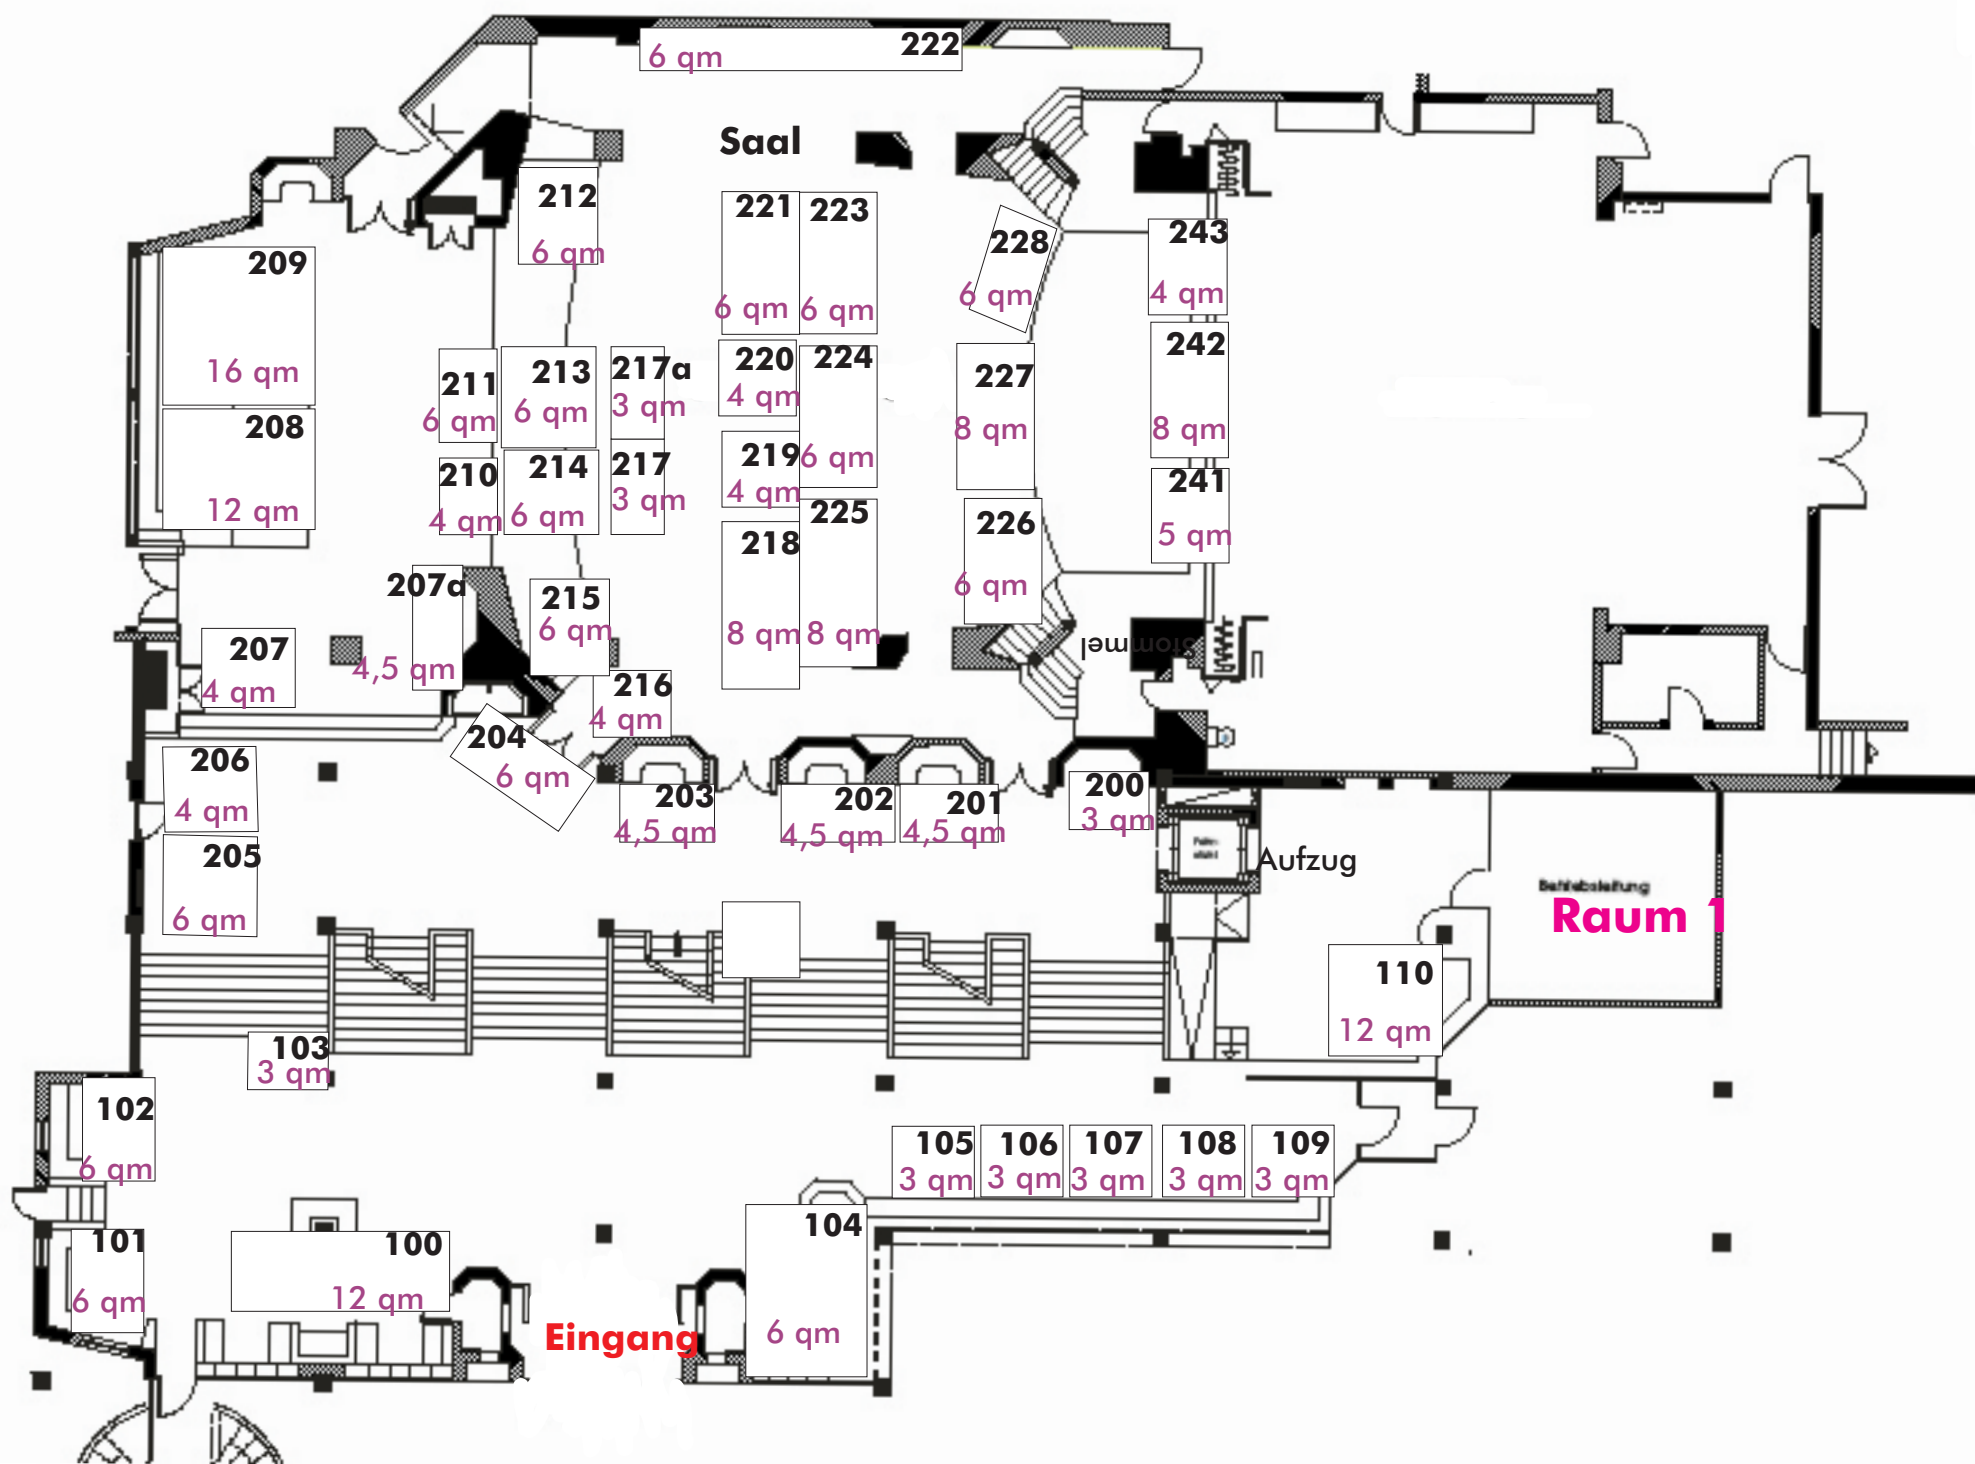 222
6 qm
Saal
212
6 qm
221
6 qm
223
6 qm
228
6 qm
243
4 qm
209
16 qm
208
12 qm
211
6 qm
213
6 qm
217a
3 qm
220
4 qm
224
6 qm
227
8 qm
242
8 qm
210
4 qm
214
6 qm
217
3 qm
219
4 qm
225
8 qm
218
8 qm
226
6 qm
241
5 qm
207a
4,5 qm
215
6 qm
207
4 qm
216
4 qm
Stommel
204
6 qm
206
4 qm
203
4,5 qm
202
4,5 qm
201
4,5 qm
200
3 qm
205
6 qm
Aufzug
Betriebsleitung
Raum 1
110
12 qm
103
3 qm
102
6 qm
105
3 qm
106
3 qm
107
3 qm
108
3 qm
109
3 qm
101
6 qm
100
12 qm
104
6 qm
Eingang